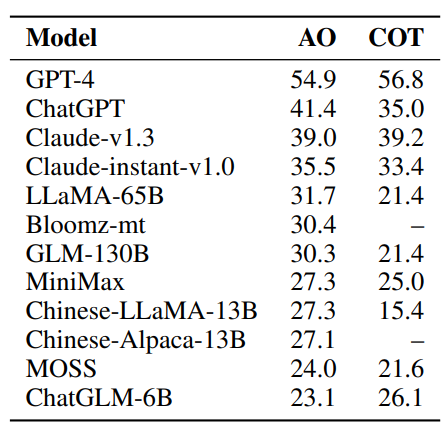 Model AO COT
GPT-4 54.9 56.8
ChatGPT 41.4 35.0
Claude-v1.3 39.0 39.2
Claude-instant-v1.0 35.5 33.4
LLaMA-65B 31.7 21.4
Bloomz-mt 30.4 –
GLM-130B 30.3 21.4
MiniMax 27.3 25.0
Chinese-LLaMA-13B 27.3 15.4
Chinese-Alpaca-13B 27.1 –
MOSS 24.0 21.6
ChatGLM-6B 23.1 26.1